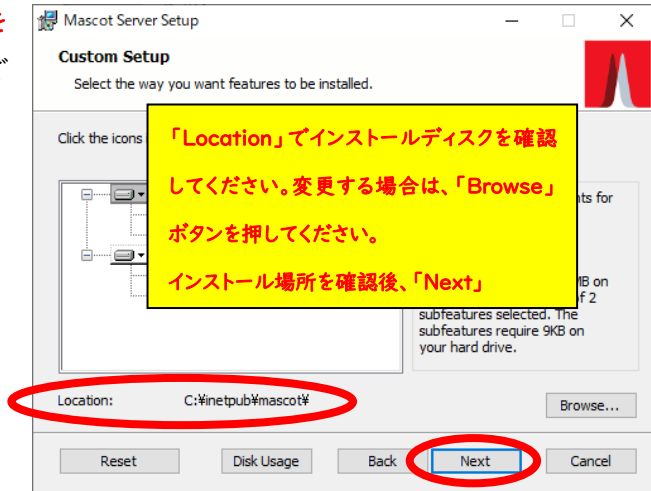 を
Mascot Server Setup
Custom Setup
Select the way you want features to be installed.
Click the icons
「Location」でインストールディスクを確認
してください。変更する場合は、「Browse」
ボタンを押してください。
インストール場所を確認後、「Next」
nts for
MB on
of 2
subfeatures selected. The
subfeatures require 9KB on
your hard drive.
Location: C:¥inetpub¥mascot¥
Browse...
Reset Disk Usage Back Next Cancel